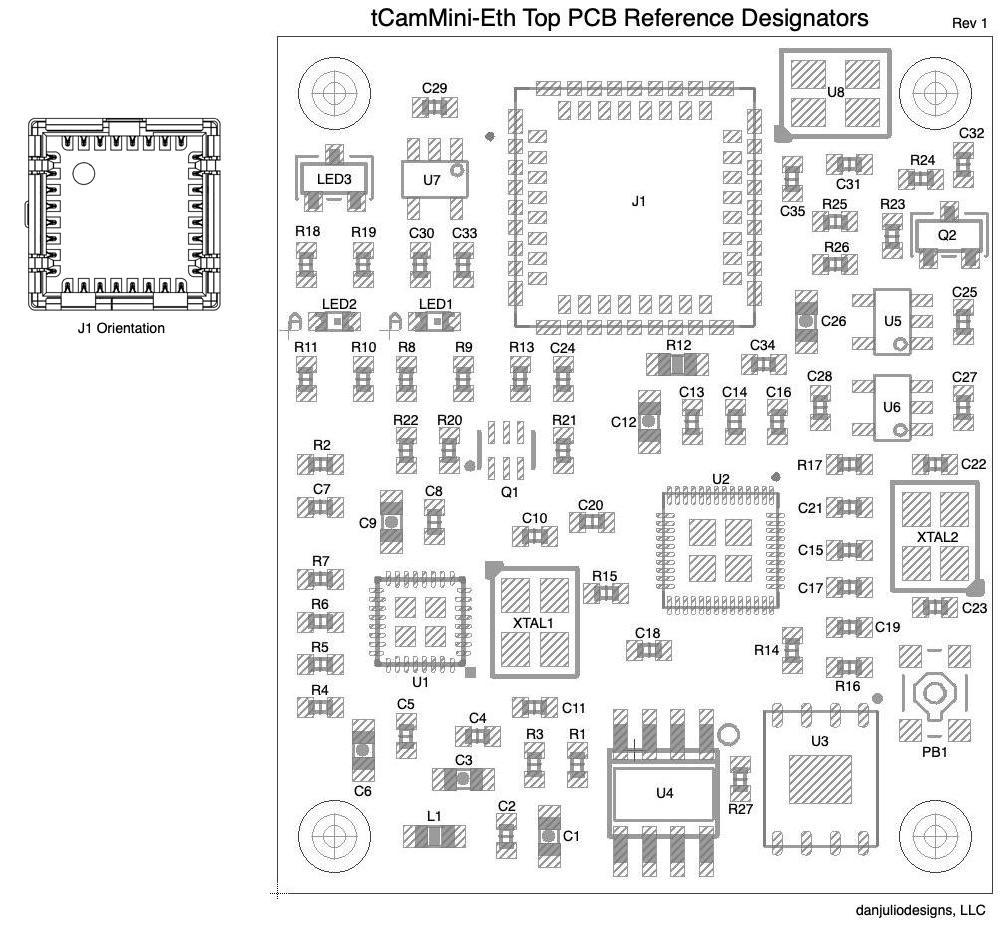 tCamMini-Eth Top PCB Reference Designators
Rev 1
J1 Orientation
C29
U8
C32
LED3
U7
J1
C31
R24
C35
R25
R23
Q2
R18
R19
C30
C33
R26
LED2
LED1
C26
U5
C25
R11
R10
R8
R9
R13
C24
R12
C34
C28
U6
C27
R22
R20
R21
C12
C13
C14
C16
R2
Q1
U2
R17
C22
C7
C9
C8
C10
C20
C21
XTAL2
C15
R7
R15
C17
R6
XTAL1
C23
C19
R5
U1
C18
R14
R16
R4
C5
C4
C11
U3
PB1
C3
R3
R1
C6
U4
R27
L1
C2
C1
danjuliodesigns, LLC